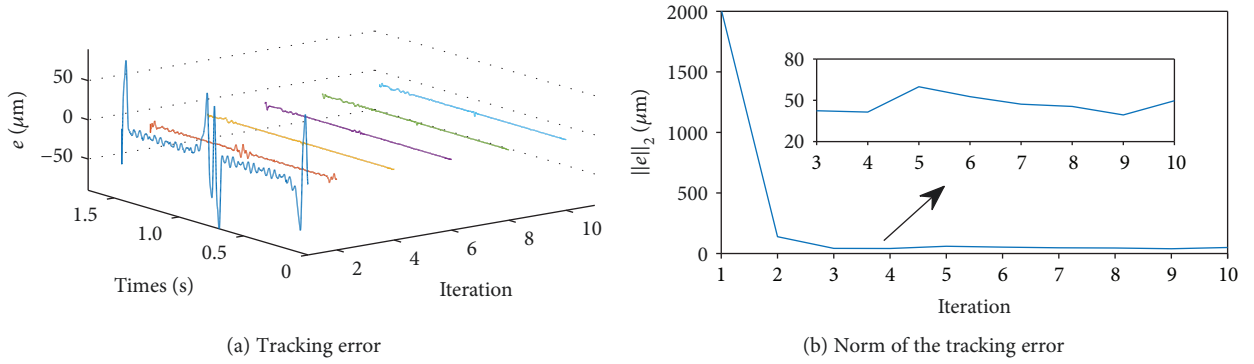 50
0
−50
e (μm)
1.5
1.0
0.5
0
Times (s)
2
4
6
8
10
Iteration
(a) Tracking error
2000
1500
1000
500
0
||e||2 (μm)
80
50
20
3 4 5 6 7 8 9 10
1 2 3 4 5 6 7 8 9 10
Iteration
(b) Norm of the tracking error